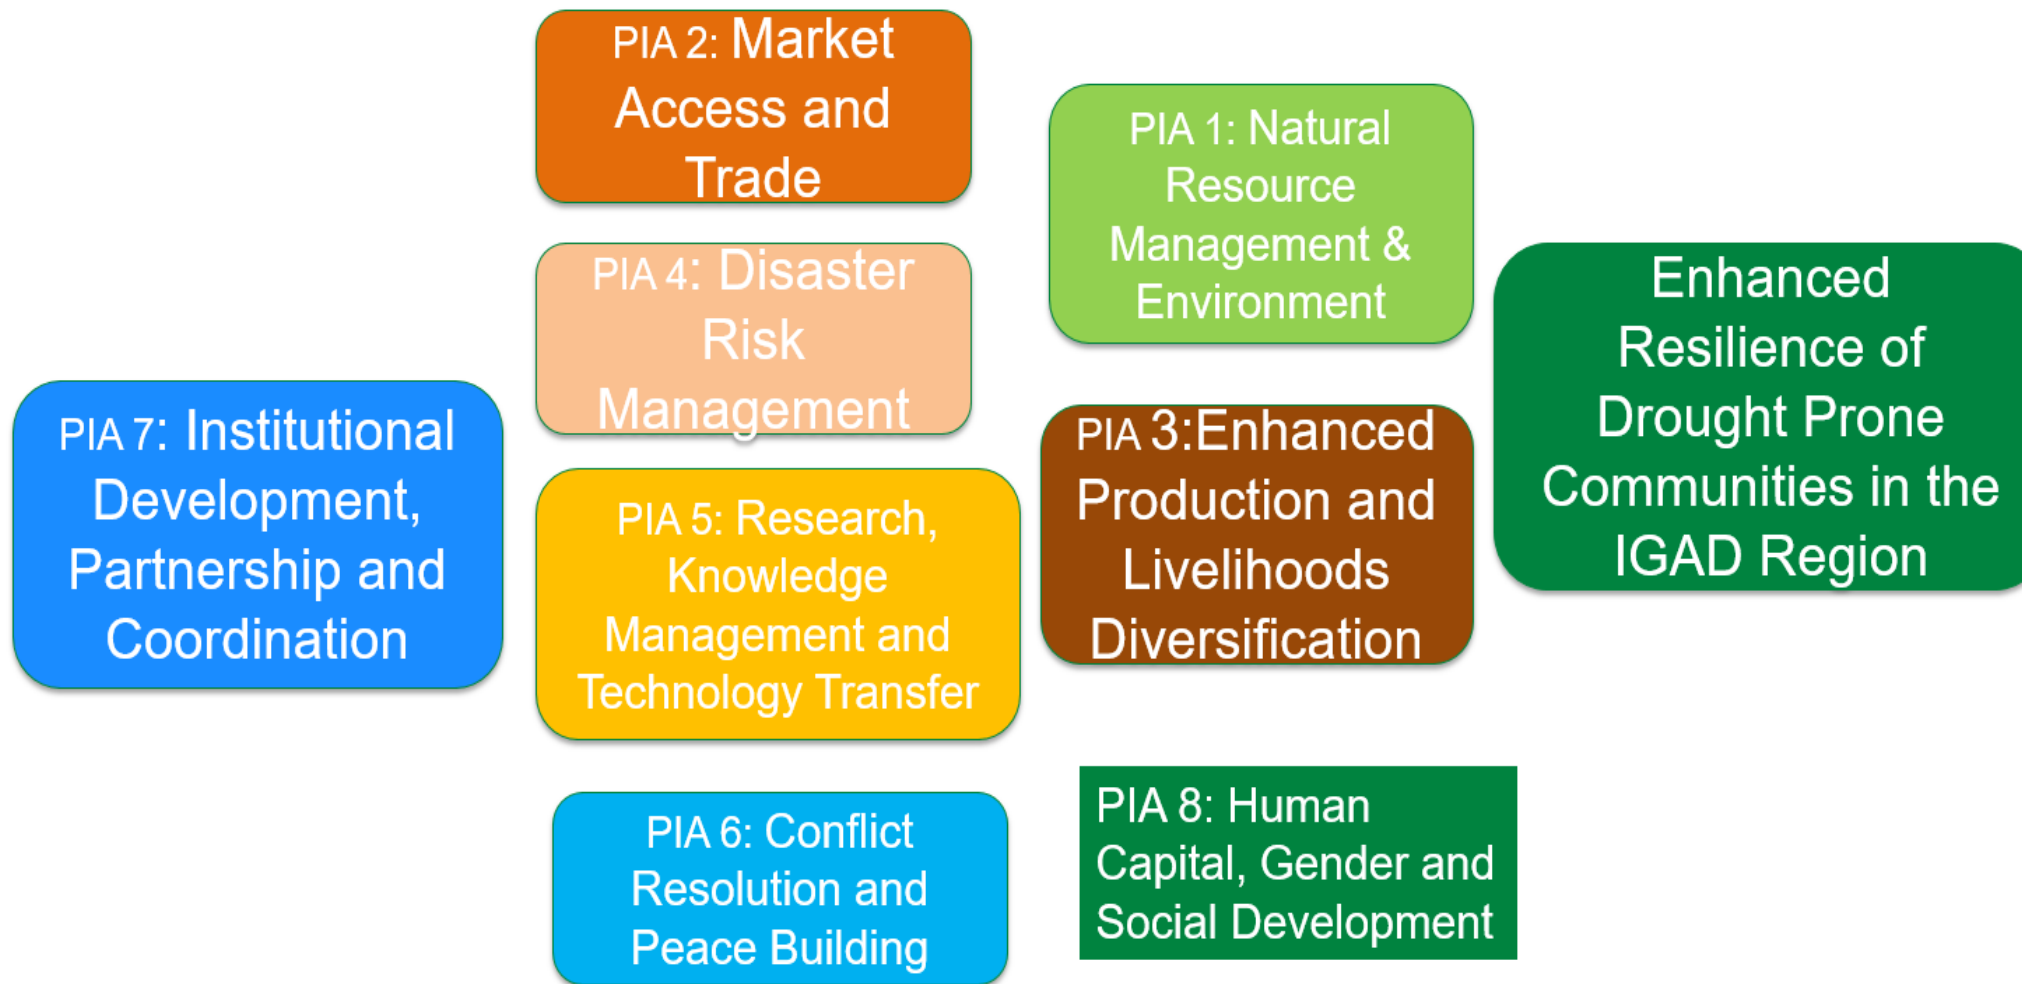 PIA 2: Market
Access and
Trade
PIA 1: Natural
Resource
Management &
Environment
PIA 4: Disaster
Risk
Management
Enhanced
Resilience of
Drought Prone
Communities in the
IGAD Region
PIA 7: Institutional
Development,
Partnership and
Coordination
PIA 3:Enhanced
Production and
Livelihoods
Diversification
PIA 5: Research,
Knowledge
Management and
Technology Transfer
PIA 6: Conflict
Resolution and
Peace Building
PIA 8: Human
Capital, Gender and
Social Development